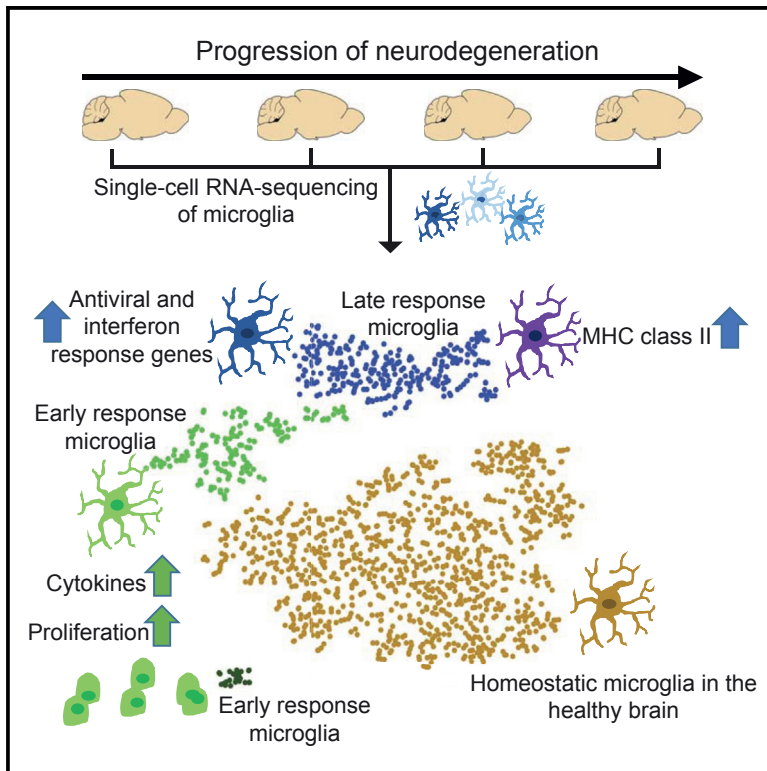 Progression of neurodegeneration
Single-cell RNA-sequencing
of microglia
Antiviral and
interferon
response genes
Late response
microglia
MHC class II
Early response
microglia
Cytokines
Proliferation
Early response
microglia
Homeostatic microglia in the
healthy brain